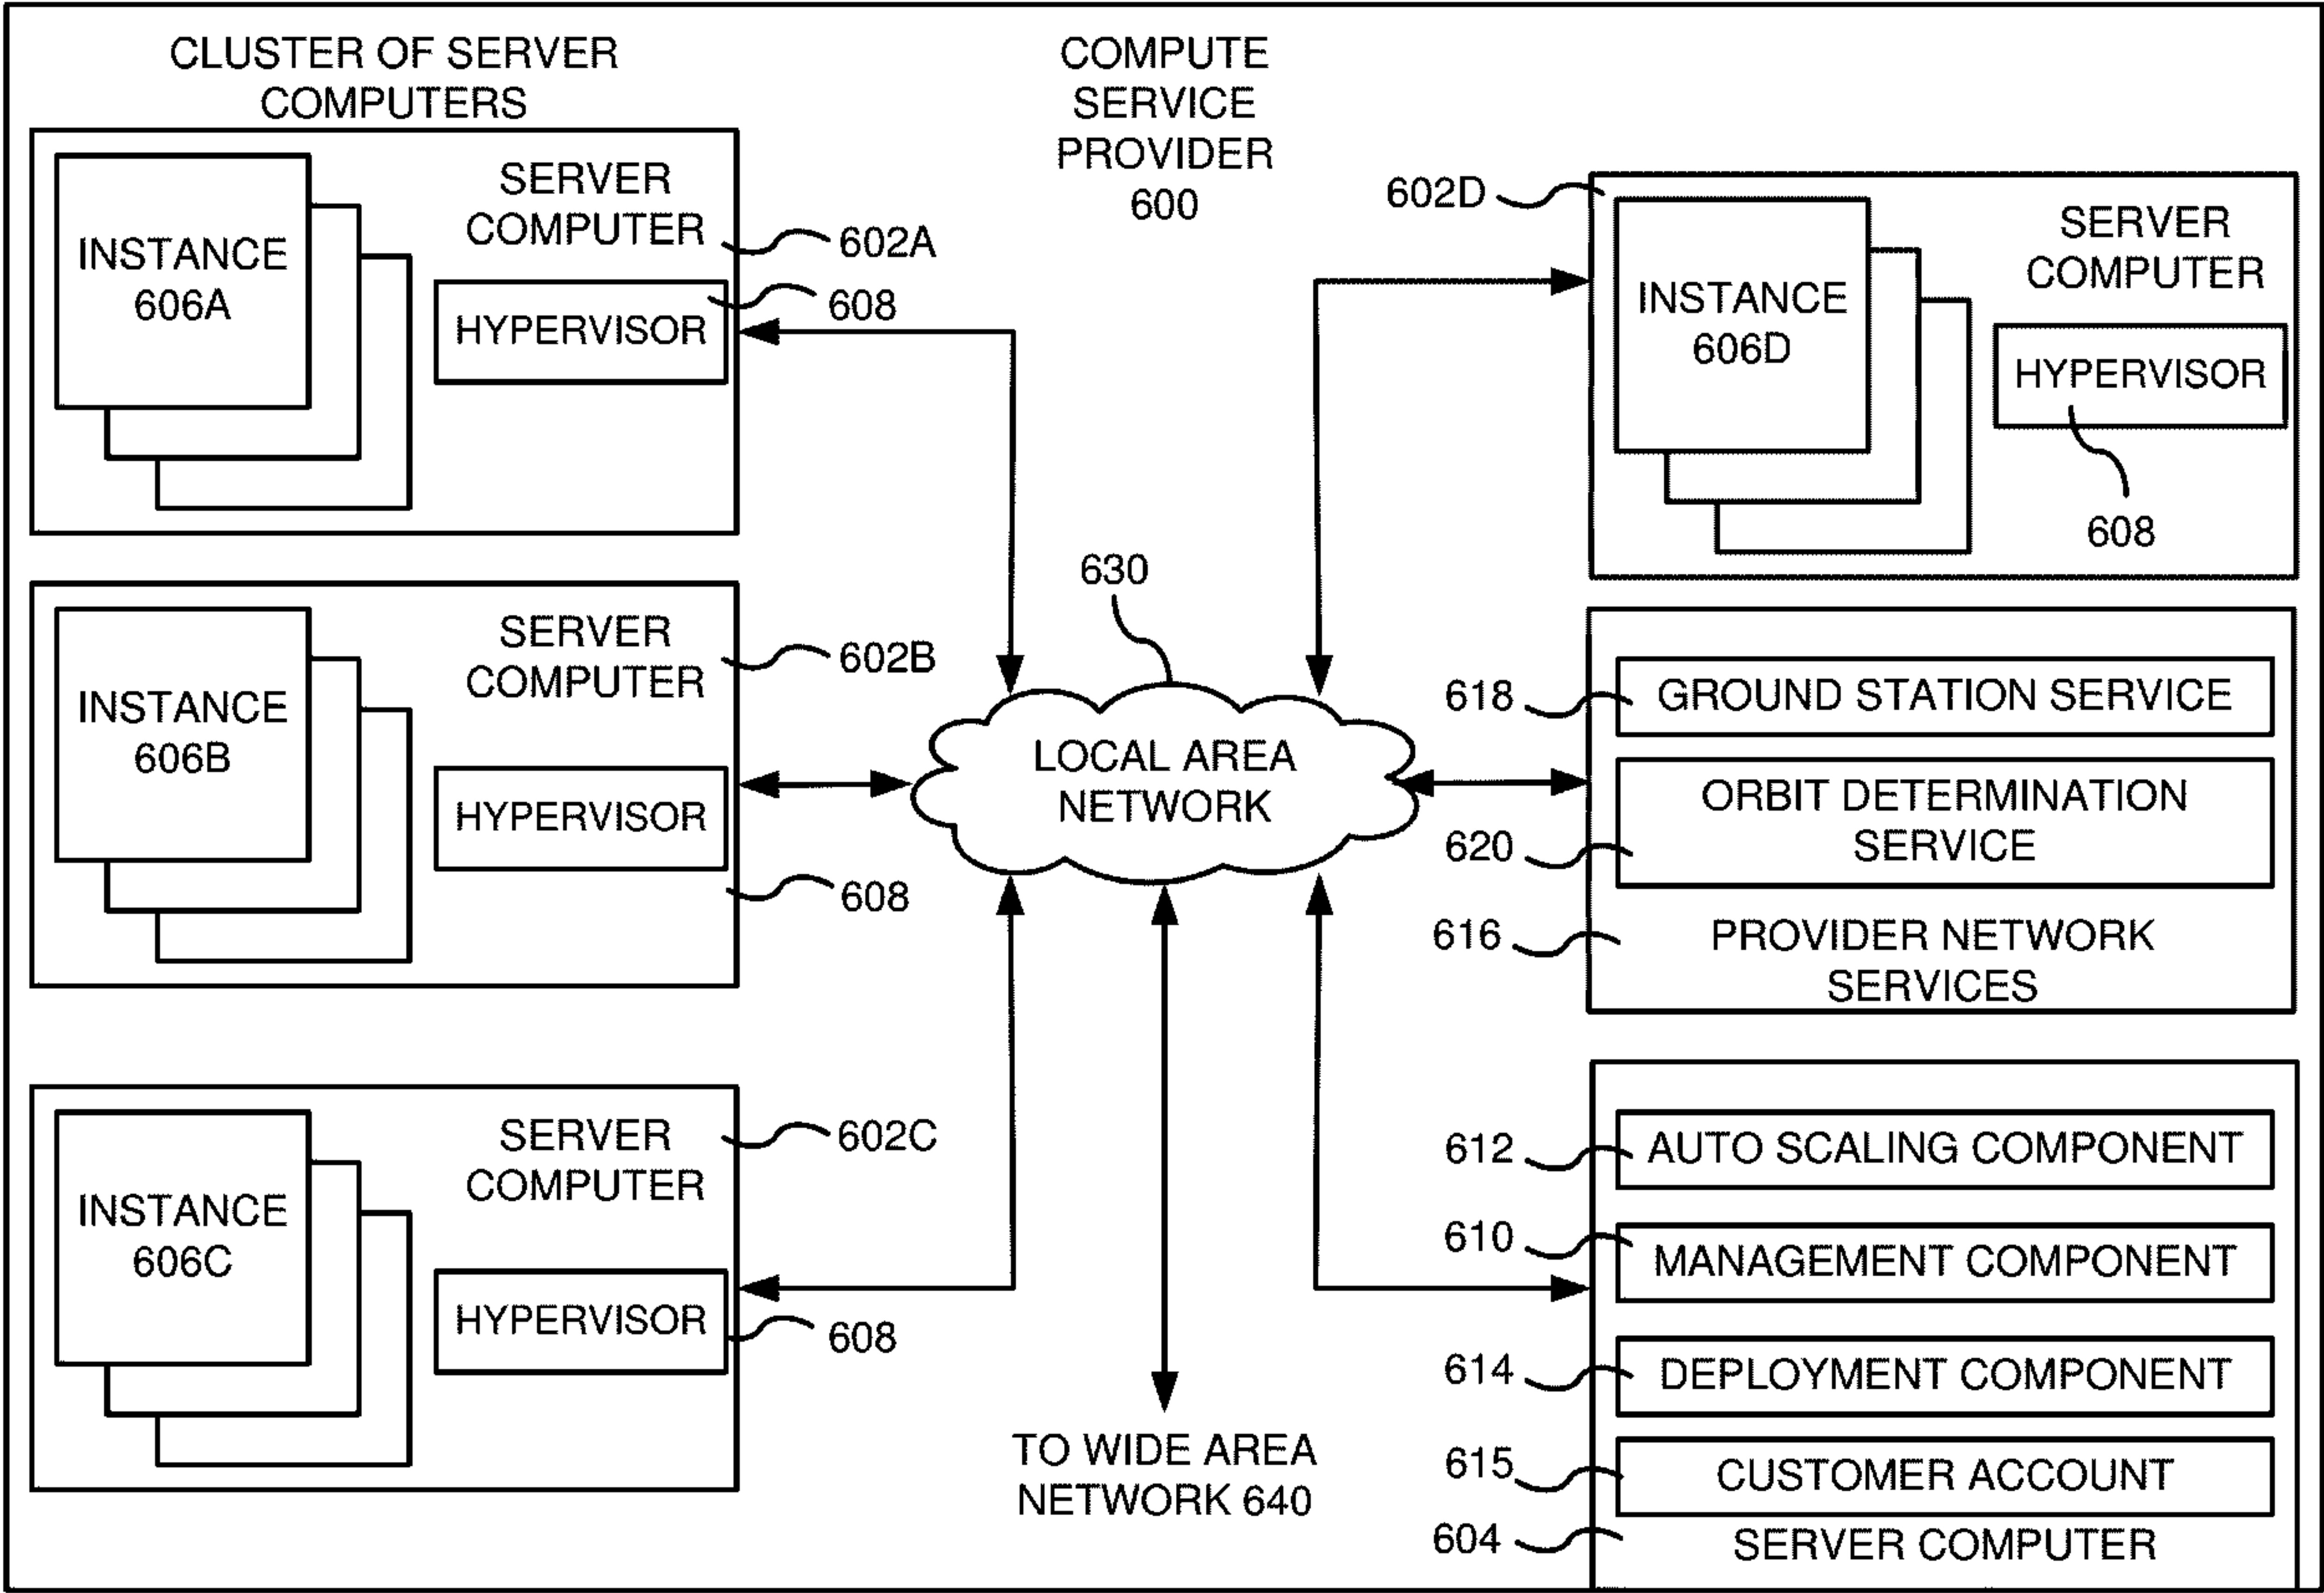 CLUSTER OF SERVER
COMPUTERS
COMPUTE
SERVICE
PROVIDER
600
INSTANCE
606A
SERVER
COMPUTER
602A
HYPERVISOR
608
602D
INSTANCE
606D
SERVER
COMPUTER
HYPERVISOR
608
INSTANCE
606B
SERVER
COMPUTER
602B
HYPERVISOR
608
630
LOCAL AREA
NETWORK
618
GROUND STATION SERVICE
620
ORBIT DETERMINATION
SERVICE
616
PROVIDER NETWORK
SERVICES
INSTANCE
606C
SERVER
COMPUTER
602C
HYPERVISOR
608
TO WIDE AREA
NETWORK 640
612
AUTO SCALING COMPONENT
610
MANAGEMENT COMPONENT
614
DEPLOYMENT COMPONENT
615
CUSTOMER ACCOUNT
604
SERVER COMPUTER